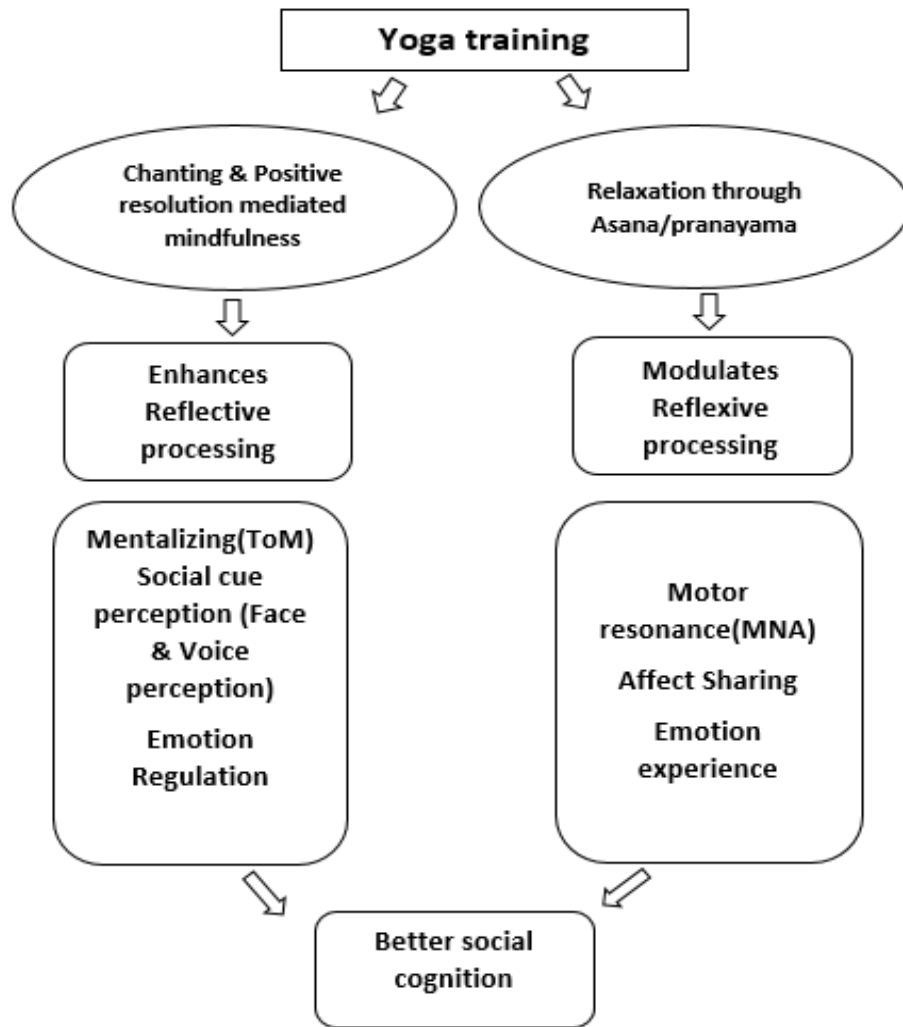 Yoga training
Chanting & Positive
resolution mediated
mindfulness
Relaxation through
Asana/pranayama
Enhances
Reflective
processing
Modulates
Reflexive
processing
Mentalizing(ToM)
Social cue
perception (Face
& Voice
perception)
Emotion
Regulation
Motor
resonance(MNA)
Affect Sharing
Emotion
experience
Better social
cognition